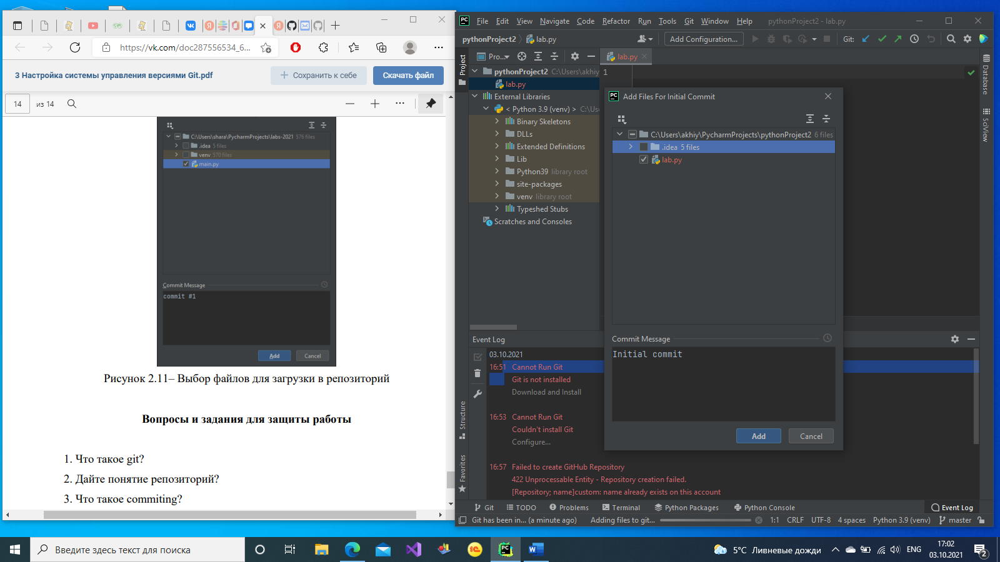 https://vk.com/doc287556534_6...
3 Настройка системы управления версиями Git.pdf
Сохранить к себе
Скачать файл
14
из 14
C:\Users\shara\PycharmProjects\labs-2021 576 files
.idea 5 files
venv 570 files
main.py
Commit Message
commit #1
Add
Cancel
Рисунок 2.11– Выбор файлов для загрузки в репозиторий
Вопросы и задания для защиты работы
1. Что такое git?
2. Дайте понятие репозиторий?
3. Что такое commiting?
PC
File Edit View Navigate Code Refactor Run Tools Git Window Help
pythonProject2 - lab.py
pythonProject2
lab.py
Add Configuration...
Git:
Project
Pro...
lab.py
pythonProject2 C:\Users\akhiy
lab.py
External Libraries
< Python 3.9 (venv) > C:\Use
Binary Skeletons
DLLs
Extended Definitions
Lib
Python39 library root
site-packages
venv library root
Typeshed Stubs
Scratches and Consoles
1
Database
SciView
Structure
Favorites
PC
Add Files For Initial Commit
C:\Users\akhiy\PycharmProjects\pythonProject2 6 files
.idea 5 files
lab.py
Commit Message
Initial commit
Add
Cancel
Event Log
03.10.2021
16:51 Cannot Run Git
Git is not installed
Download and Install
16:53 Cannot Run Git
Couldn't install Git
Configure...
16:57 Failed to create GitHub Repository
422 Unprocessable Entity - Repository creation failed.
[Repository; name]custom: name already exists on this account
Git
TODO
Problems
Terminal
Python Packages
Python Console
Event Log
Git has been in... (a minute ago)
Adding files to git...
1:1 CRLF UTF-8 4 spaces Python 3.9 (venv) master
Введите здесь текст для поиска
PC
5°C Ливневые дожди
ENG
17:02
03.10.2021
2